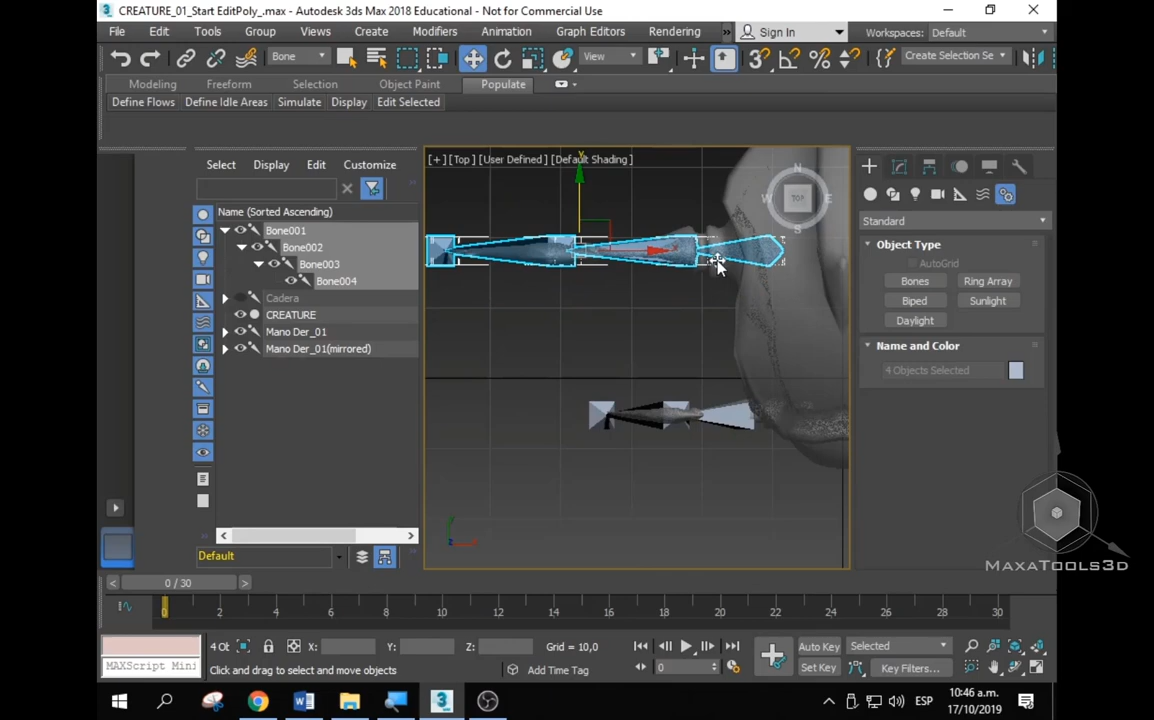 CREATURE_01_Start EditPoly_.max - Autodesk 3ds Max 2018 Educational - Not for Commercial Use
File Edit Tools Group Views Create Modifiers Animation Graph Editors Rendering » Sign In Workspaces: Default
Bone View Create Selection Se
Modeling Freeform Selection Object Paint Populate
Define Flows Define Idle Areas Simulate Display Edit Selected
Select Display Edit Customize
[+] [Top] [User Defined] [Default Shading]
N
W TOP E
S
Name (Sorted Ascending)
Bone001
Bone002
Bone003
Bone004
Cadera
CREATURE
Mano Der_01
Mano Der_01(mirrored)
Standard
Object Type
AutoGrid
Bones Ring Array
Biped Sunlight
Daylight
Name and Color
4 Objects Selected
MaxaTools3D
Default
0 / 30
0 2 4 6 8 10 12 14 16 18 20 22 24 26 28 30
4 Ob X: Y: Z: Grid = 10,0
Auto Key Selected
MAXScript Mini
Click and drag to select and move objects
Add Time Tag
0
Set Key Key Filters...
ESP
10:46 a.m.
17/10/2019